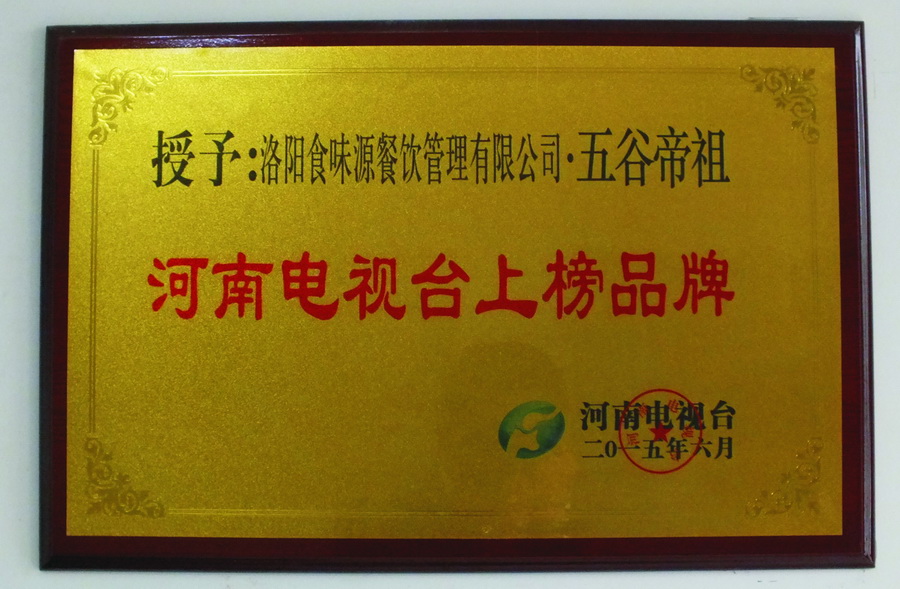 授予:洛阳食味源餐饮管理有限公司·五谷帝祖
河南电视台上榜品牌
河南电视台
二0一五年六月